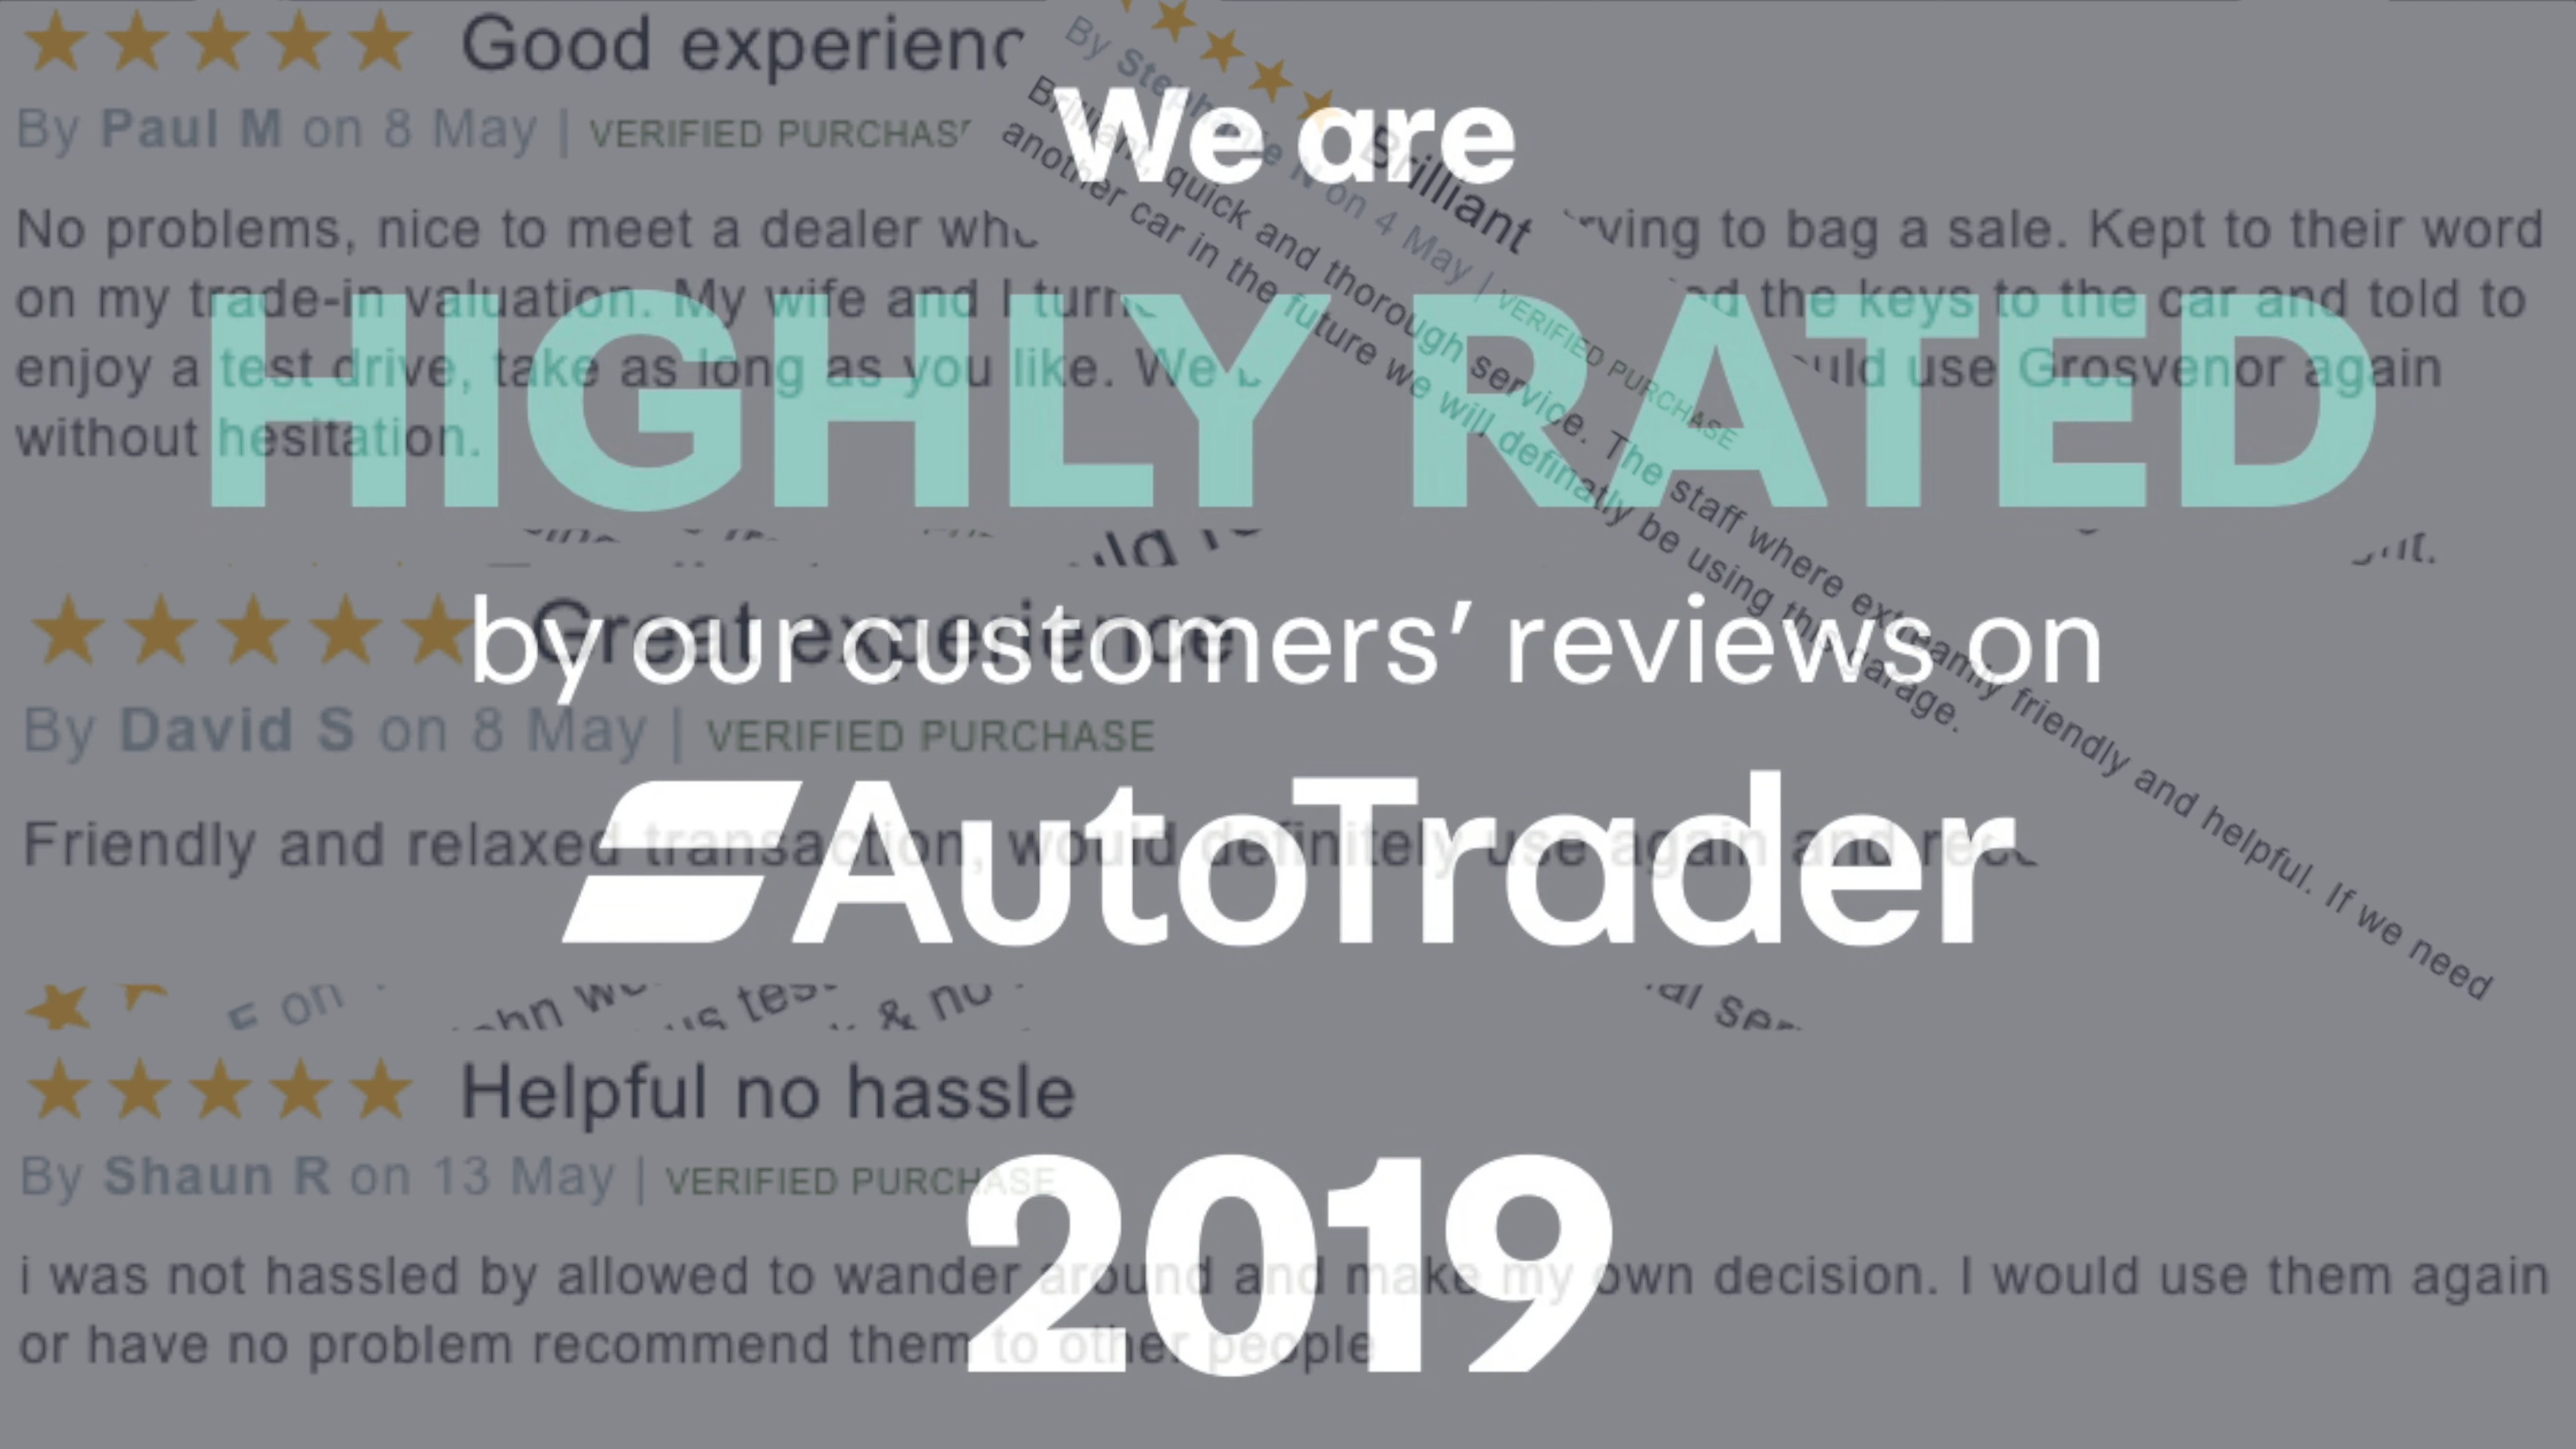 Good experienc
By Paul M on 8 May | VERIFIED PURCHAS
No problems, nice to meet a dealer ving to bag a sale. Kept to their word
on my trade-in valuation. My wife and I turn the keys to the car and told to
enjoy a test drive, take as long as you like. We uld use Grosvenor again
without hesitation.
Brilliant
By Stephanie N on 4 May | VERIFIED PURCHASE
Brilliant, quick and thorough service. The staff where extreamly friendly and helpful. If we need
another car in the future we will definatly be using this garage.
We are
HIGHLY RATED
by our customers’ reviews on
AutoTrader
2019
Great experience
By David S on 8 May | VERIFIED PURCHASE
Friendly and relaxed transaction, would definitely use again and rec
on
Helpful no hassle
By Shaun R on 13 May | VERIFIED PURCHASE
i was not hassled by allowed to wander around and make my own decision. I would use them again
or have no problem recommend them to other people